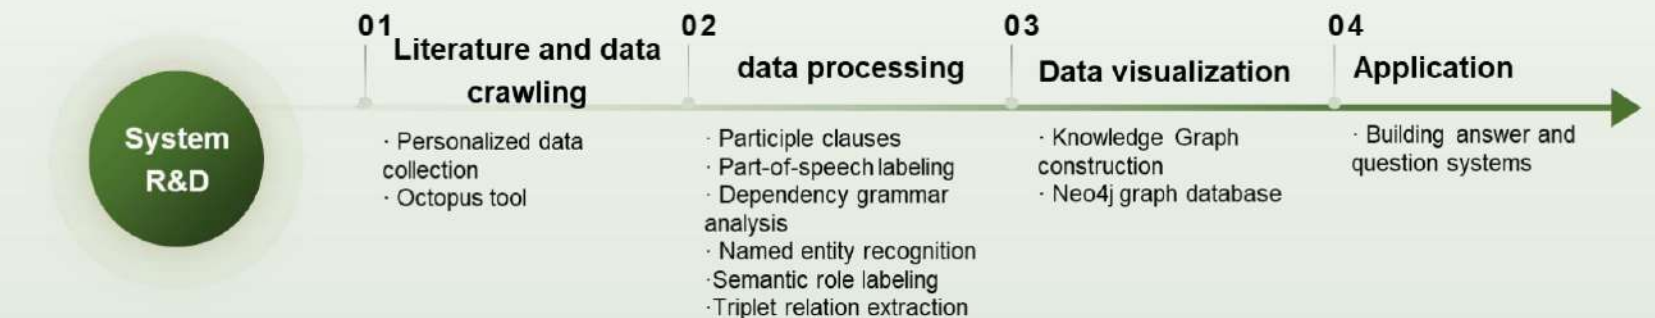 System
R&D
01
Literature and data
crawling
· Personalized data
collection
· Octopus tool
02
data processing
· Participle clauses
· Part-of-speech labeling
· Dependency grammar
analysis
· Named entity recognition
·Semantic role labeling
·Triplet relation extraction
03
Data visualization
· Knowledge Graph
construction
· Neo4j graph database
04
Application
· Building answer and
question systems